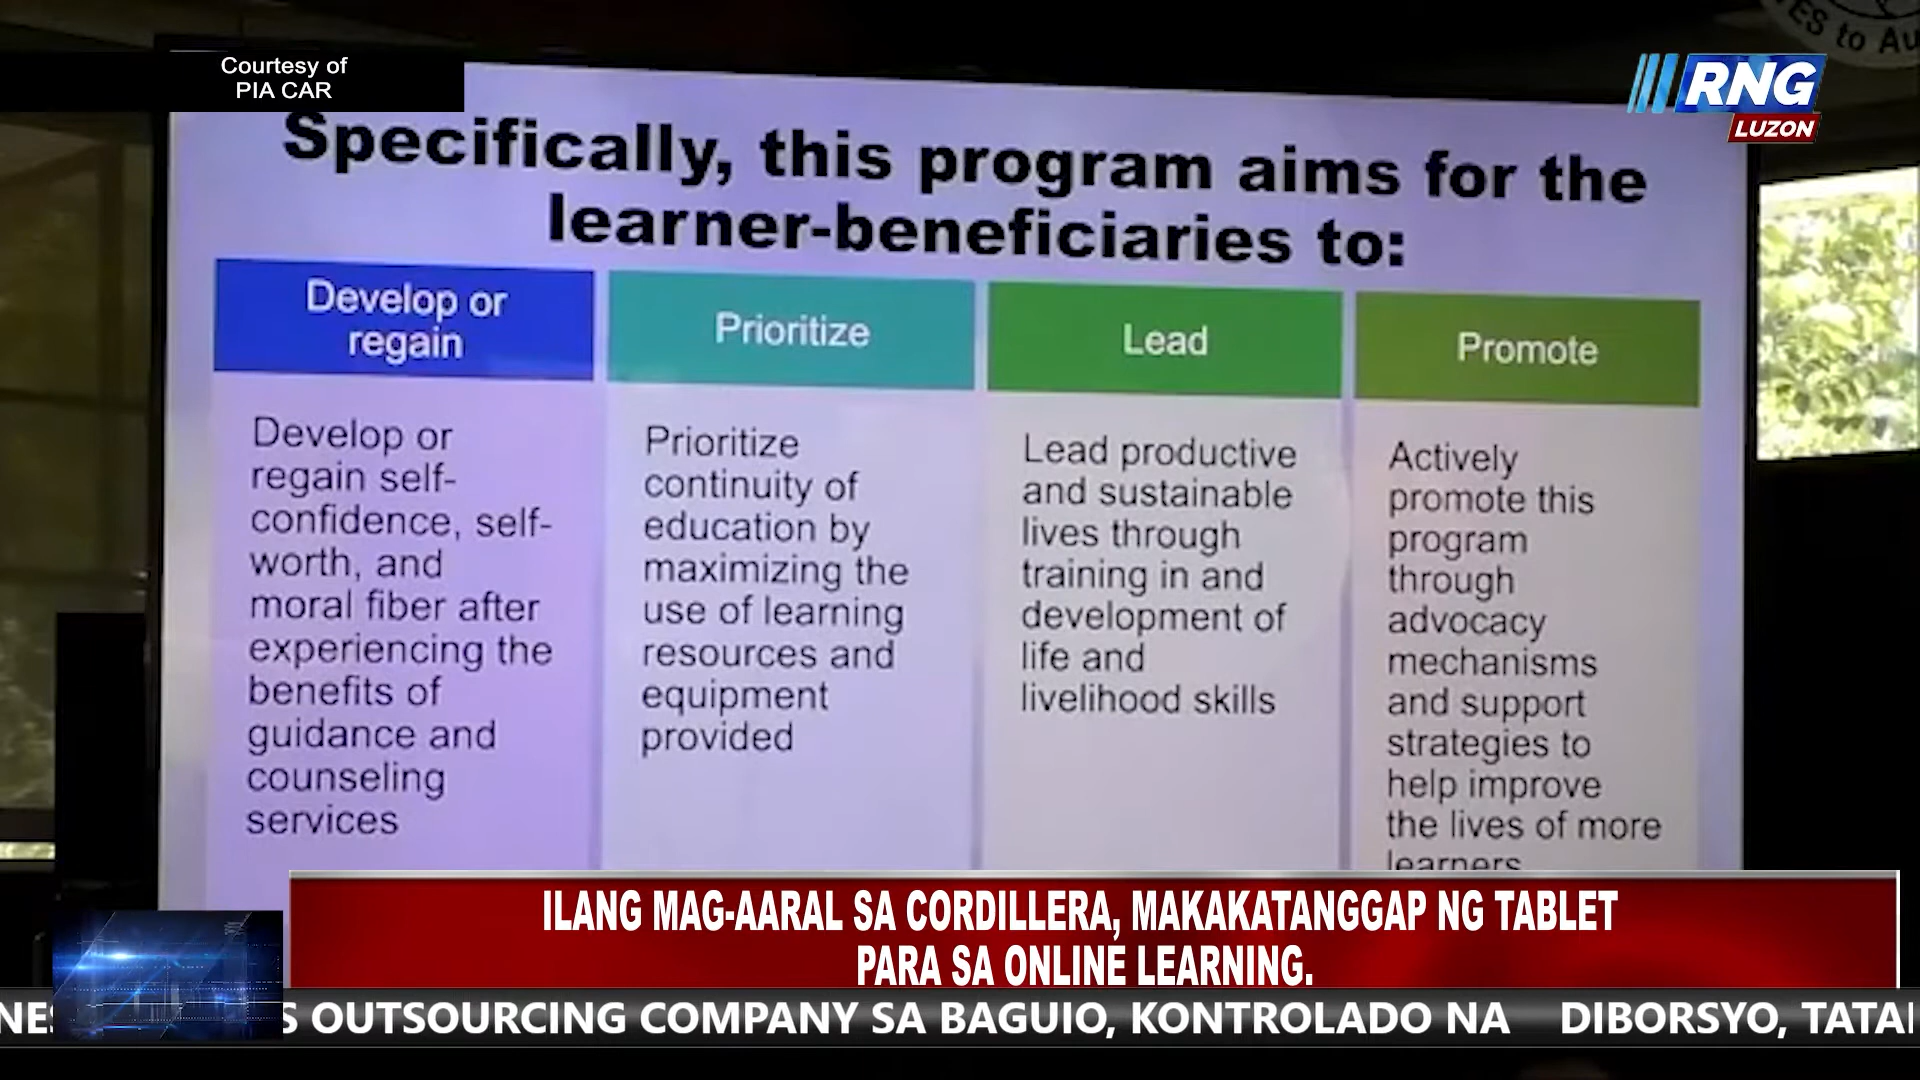 Courtesy of
PIA CAR
RNG
LUZON
to Au
Specifically, this program aims for the
learner-beneficiaries to:
Develop or
regain
Develop or
regain self-
confidence, self-
worth, and
moral fiber after
experiencing the
benefits of
guidance and
counseling
services
Prioritize
Prioritize
continuity of
education by
maximizing the
use of learning
resources and
equipment
provided
Lead
Lead productive
and sustainable
lives through
training in and
development of
life and
livelihood skills
Promote
Actively
promote this
program
through
advocacy
mechanisms
and support
strategies to
help improve
the lives of more
learners
ILANG MAG-AARAL SA CORDILLERA, MAKAKATANGGAP NG TABLET
PARA SA ONLINE LEARNING.
S OUTSOURCING COMPANY SA BAGUIO, KONTROLADO NA DIBORSYO,